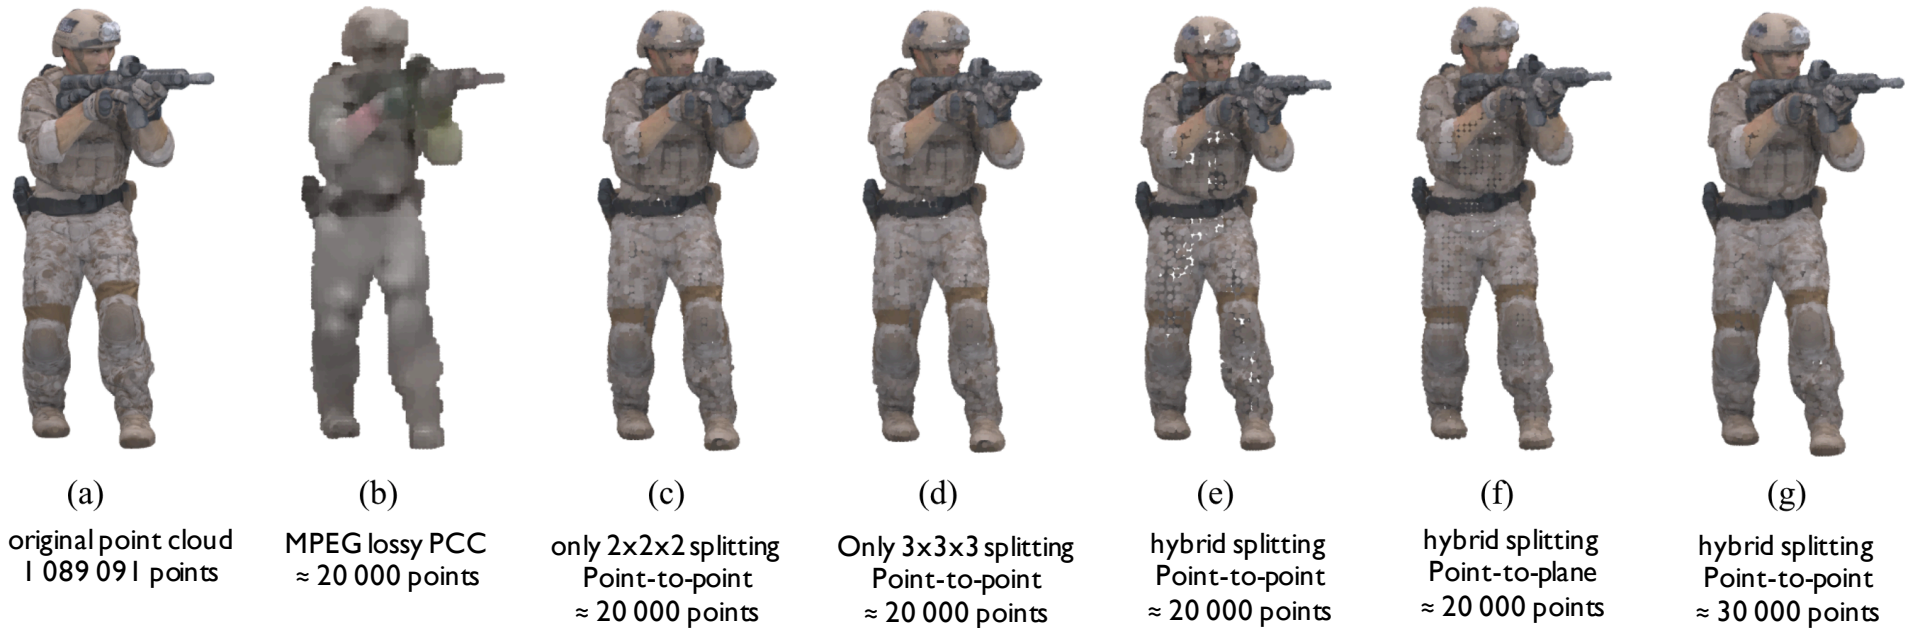 (a)
original point cloud
1 089 091 points
(b)
MPEG lossy PCC
≈ 20 000 points
(c)
only 2x2x2 splitting
Point-to-point
≈ 20 000 points
(d)
Only 3x3x3 splitting
Point-to-point
≈ 20 000 points
(e)
hybrid splitting
Point-to-point
≈ 20 000 points
(f)
hybrid splitting
Point-to-plane
≈ 20 000 points
(g)
hybrid splitting
Point-to-point
≈ 30 000 points